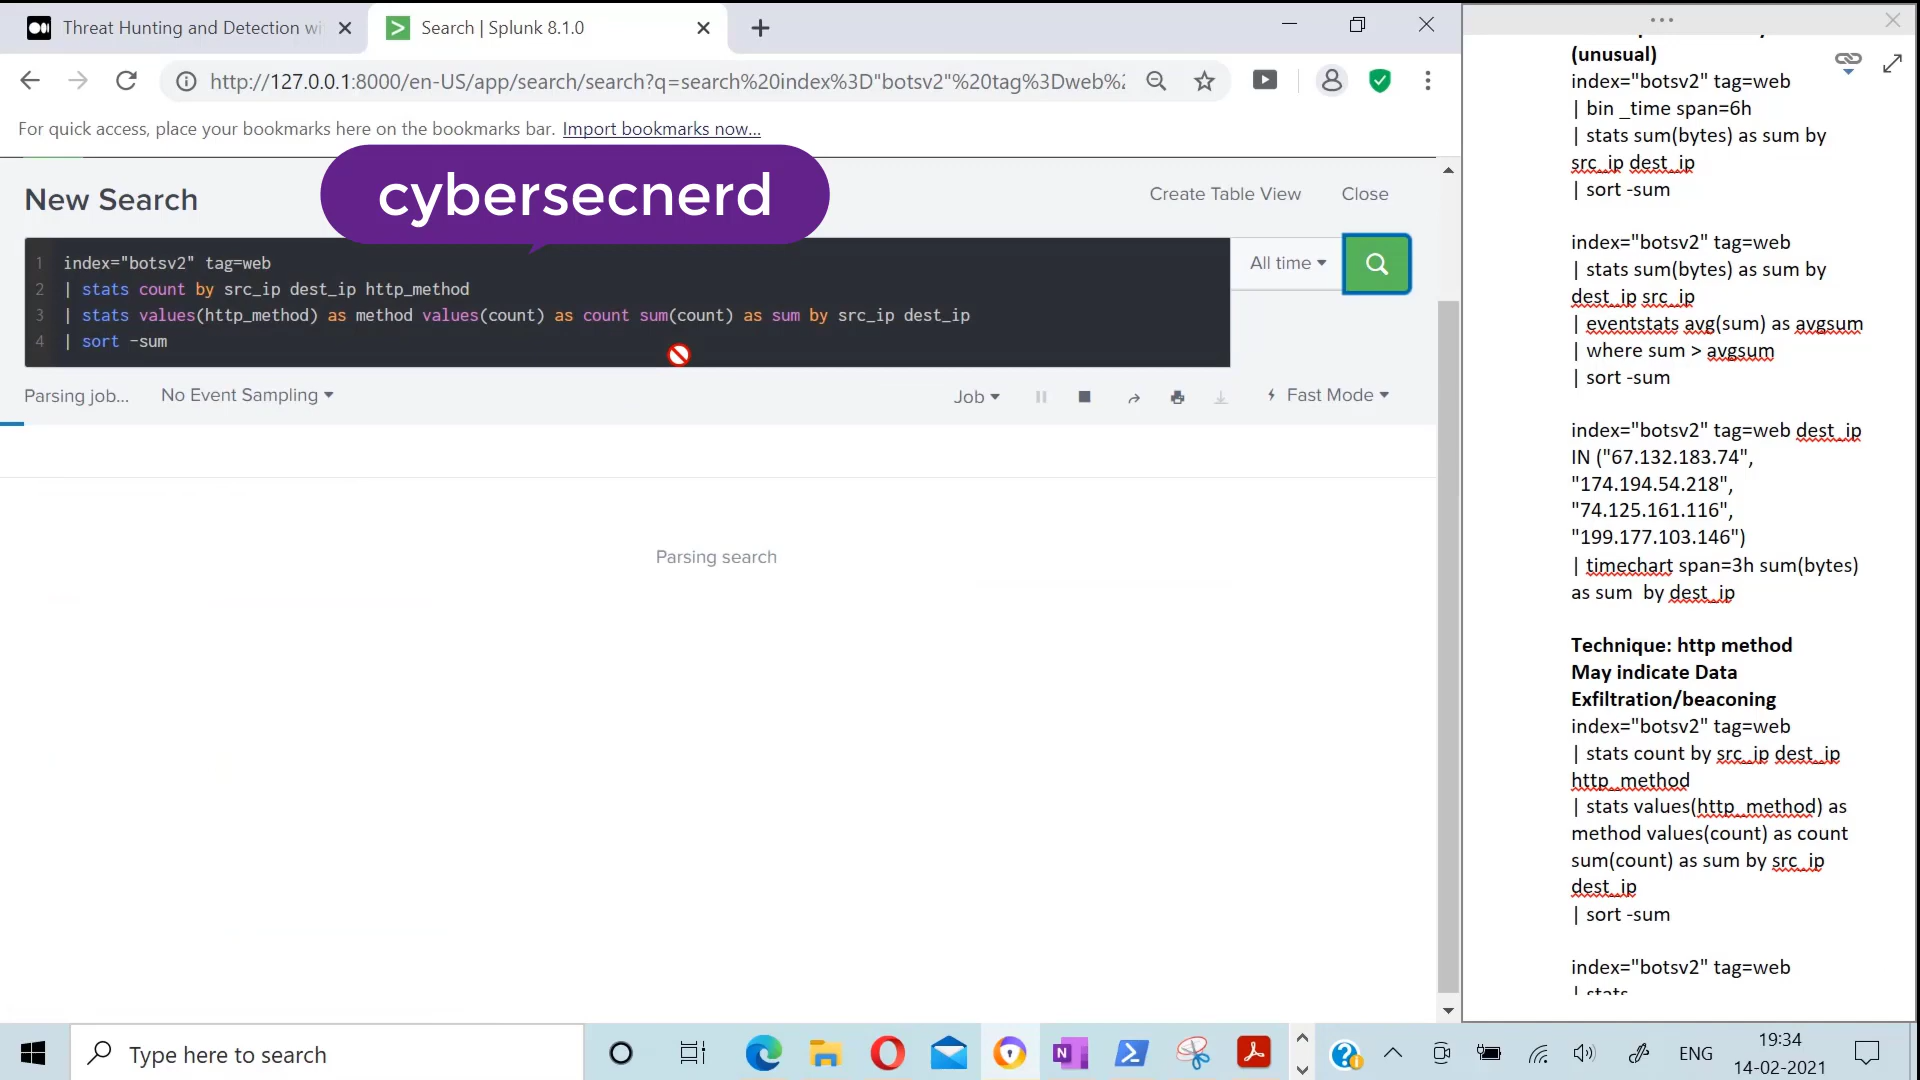 Threat Hunting and Detection wi
Search | Splunk 8.1.0
http://127.0.0.1:8000/en-US/app/search/search?q=search%20index%3D"botsv2"%20tag%3Dweb%2
For quick access, place your bookmarks here on the bookmarks bar. Import bookmarks now...
cybersecnerd
New Search
Create Table View
Close
1 index="botsv2" tag=web
2 | stats count by src_ip dest_ip http_method
3 | stats values(http_method) as method values(count) as count sum(count) as sum by src_ip dest_ip
4 | sort -sum
All time
Parsing job...
No Event Sampling
Job
Fast Mode
Parsing search
(unusual)
index="botsv2" tag=web
| bin _time span=6h
| stats sum(bytes) as sum by
src_ip dest_ip
| sort -sum
index="botsv2" tag=web
| stats sum(bytes) as sum by
dest_ip src_ip
| eventstats avg(sum) as avgsum
| where sum > avgsum
| sort -sum
index="botsv2" tag=web dest_ip
IN ("67.132.183.74",
"174.194.54.218",
"74.125.161.116",
"199.177.103.146")
| timechart span=3h sum(bytes)
as sum  by dest_ip
Technique: http method
May indicate Data
Exfiltration/beaconing
index="botsv2" tag=web
| stats count by src_ip dest_ip
http_method
| stats values(http_method) as
method values(count) as count
sum(count) as sum by src_ip
dest_ip
| sort -sum
index="botsv2" tag=web
| stats
Type here to search
ENG
19:34
14-02-2021